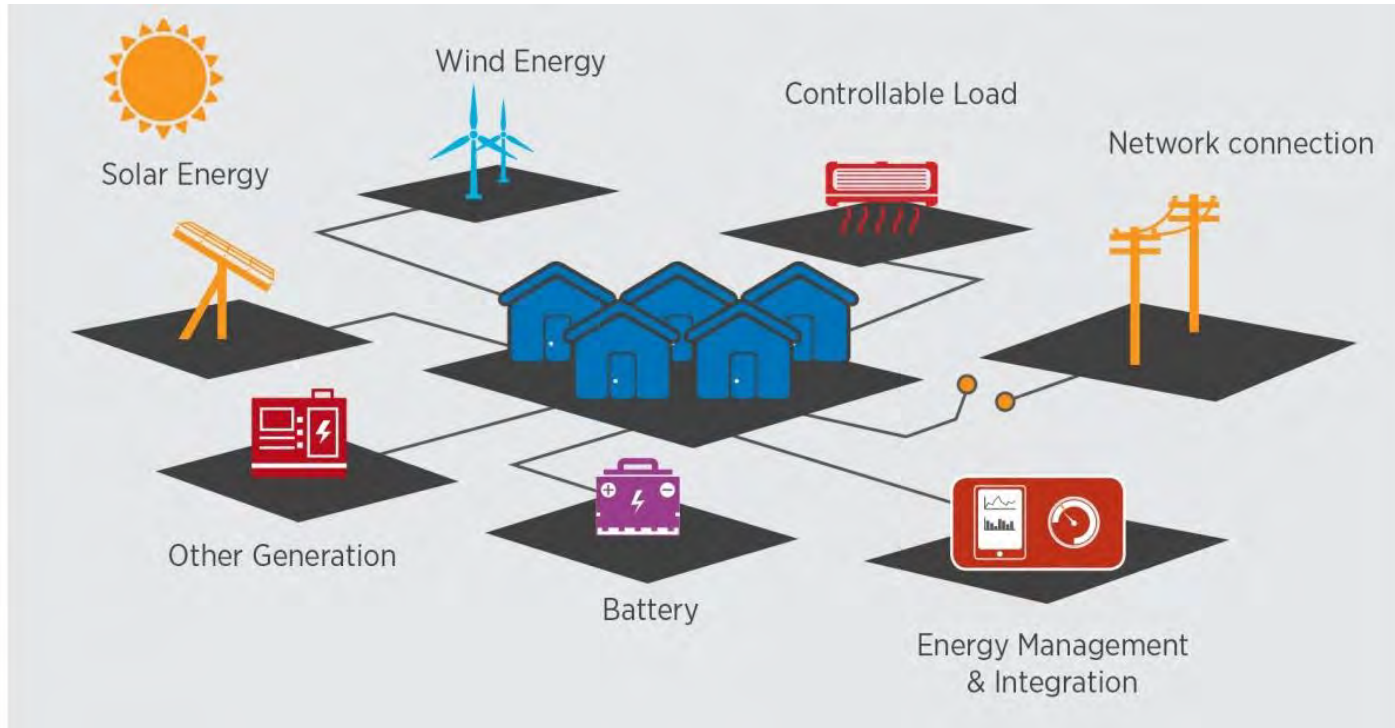 Wind Energy
Controllable Load
Network connection
Solar Energy
Other Generation
Battery
Energy Management
& Integration